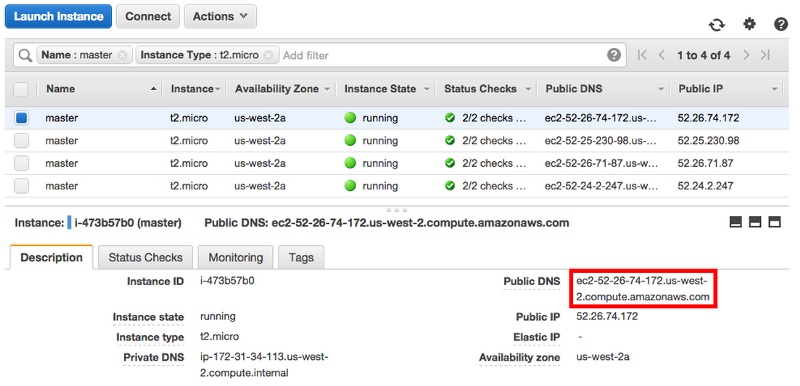 Launch Instance Connect Actions
Name : master Instance Type : t2.micro Add filter 1 to 4 of 4
Name Instance Availability Zone Instance State Status Checks Public DNS Public IP
master t2.micro us-west-2a running 2/2 checks ... ec2-52-26-74-172.us-... 52.26.74.172
master t2.micro us-west-2a running 2/2 checks ... ec2-52-25-230-98.us-... 52.25.230.98
master t2.micro us-west-2a running 2/2 checks ... ec2-52-26-71-87.us-w... 52.26.71.87
master t2.micro us-west-2a running 2/2 checks ... ec2-52-24-2-247.us-w... 52.24.2.247
Instance: i-473b57b0 (master) Public DNS: ec2-52-26-74-172.us-west-2.compute.amazonaws.com
Description Status Checks Monitoring Tags
Instance ID i-473b57b0 Public DNS ec2-52-26-74-172.us-west-
2.compute.amazonaws.com
Instance state running Public IP 52.26.74.172
Instance type t2.micro Elastic IP -
Private DNS ip-172-31-34-113.us-west- Availability zone us-west-2a
2.compute.internal